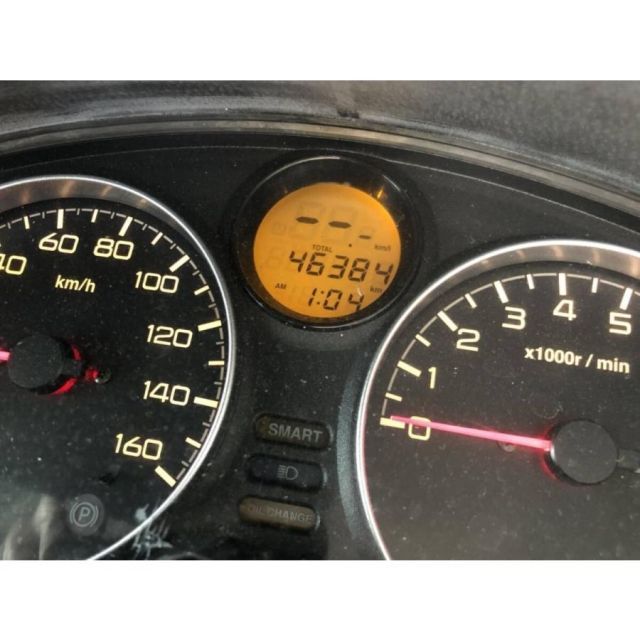 40
60
80
100
120
140
160
km/h
P
--.-
km/l
TOTAL
46384
km
AM
1:04
SMART
OIL CHANGE
0
1
2
3
4
5
x1000r / min